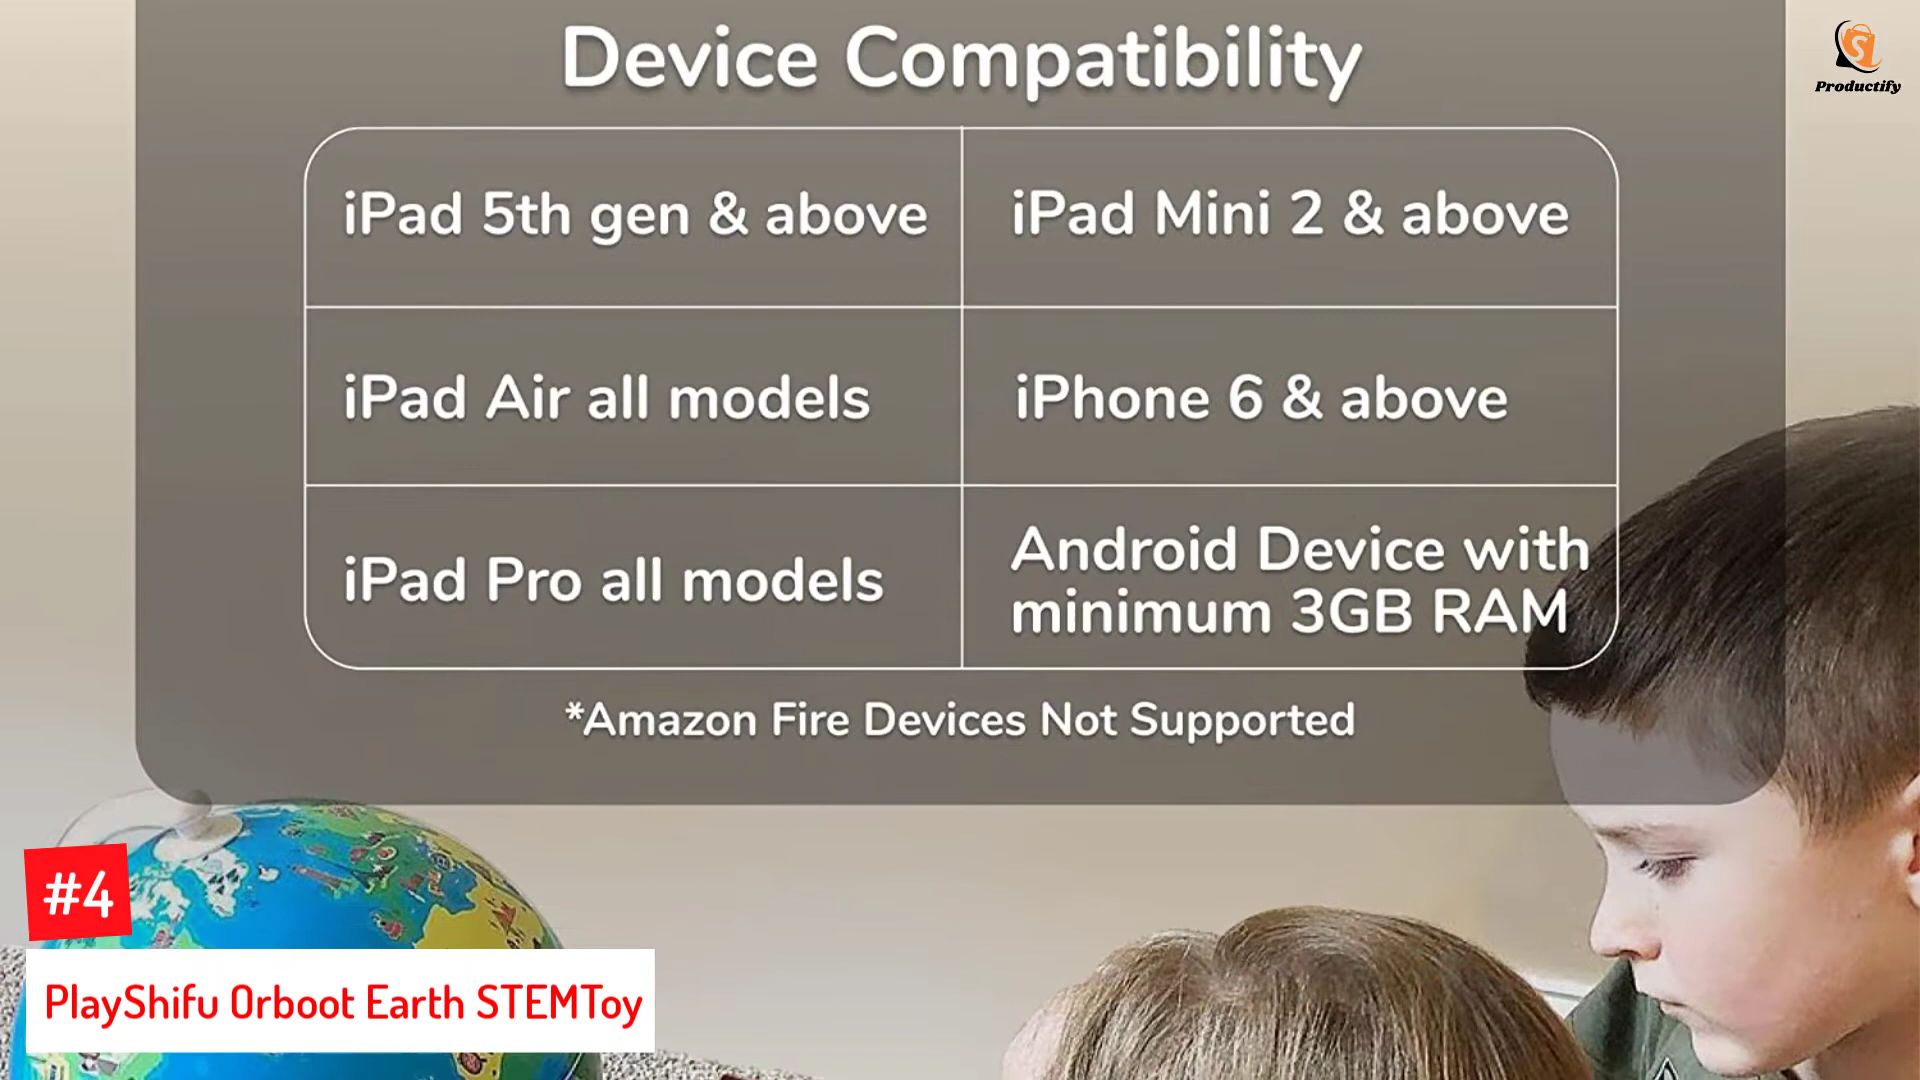 Device Compatibility
Productify
iPad 5th gen & above
iPad Mini 2 & above
iPad Air all models
iPhone 6 & above
iPad Pro all models
Android Device with
minimum 3GB RAM
*Amazon Fire Devices Not Supported
#4
PlayShifu Orboot Earth STEMToy